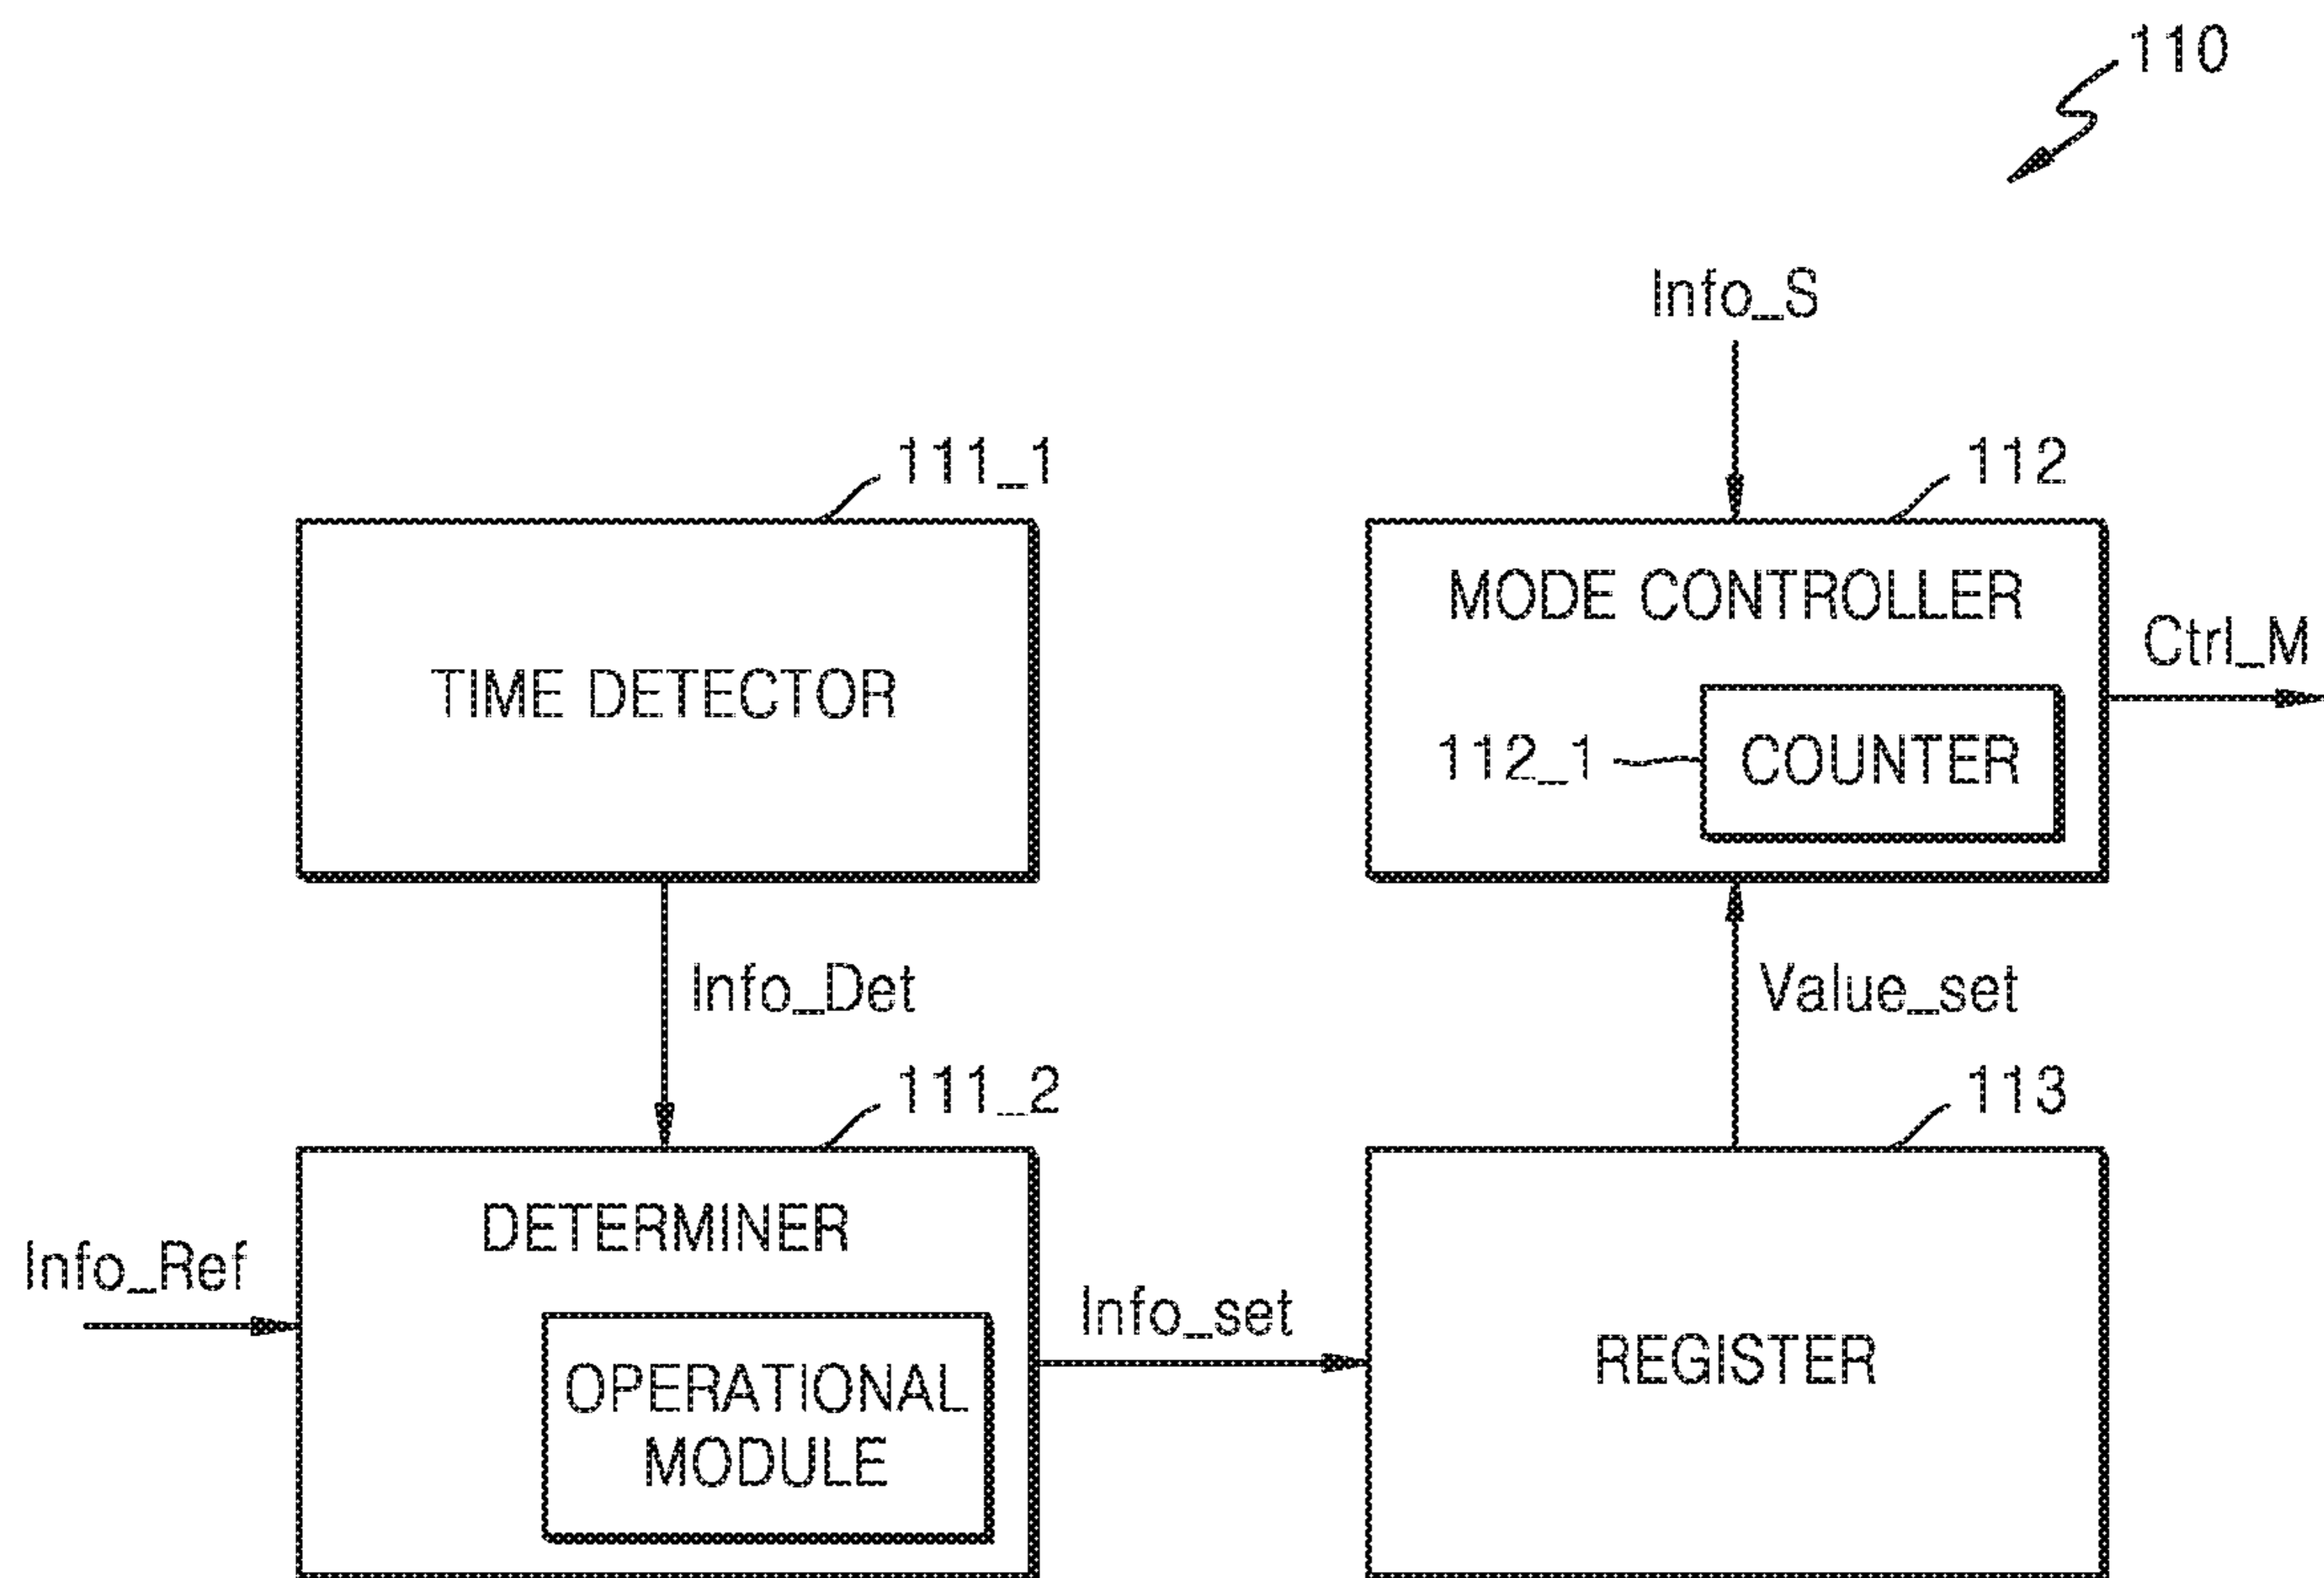 110
Info_S
111_1
112
TIME DETECTOR
MODE CONTROLLER
112_1
COUNTER
Ctrl_M
Info_Det
Value_set
111_2
113
Info_Ref
DETERMINER
OPERATIONAL
MODULE
Info_set
REGISTER